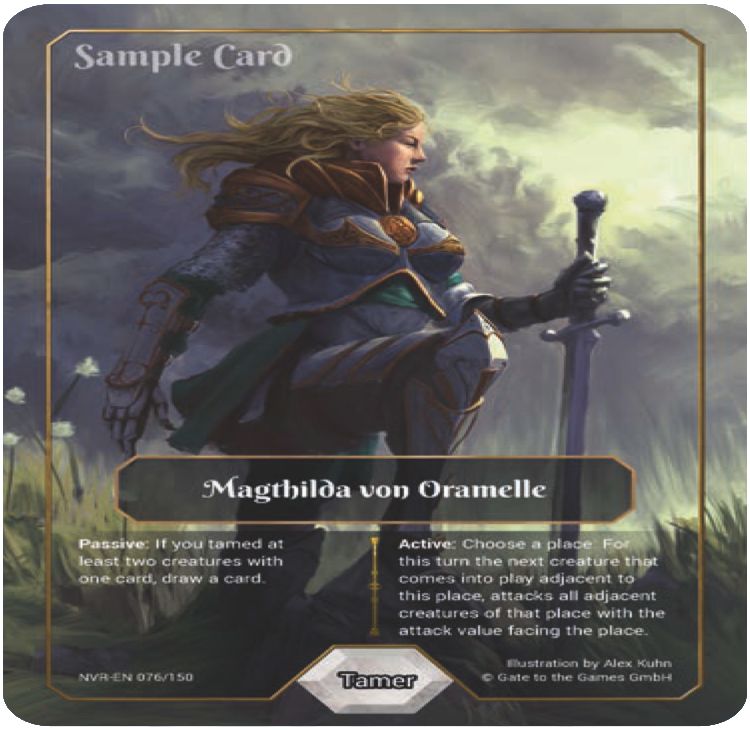 Sample Card
Magthilda von Oramelle
Passive: If you tamed at
least two creatures with
one card, draw a card.
Active: Choose a place: For
this turn the next creature that
comes into play adjacent to
this place, attacks all adjacent
creatures of that place with the
attack value facing the place.
NVR-EN 076/150
Tamer
Illustration by Alex Kuhn
© Gate to the Games GmbH